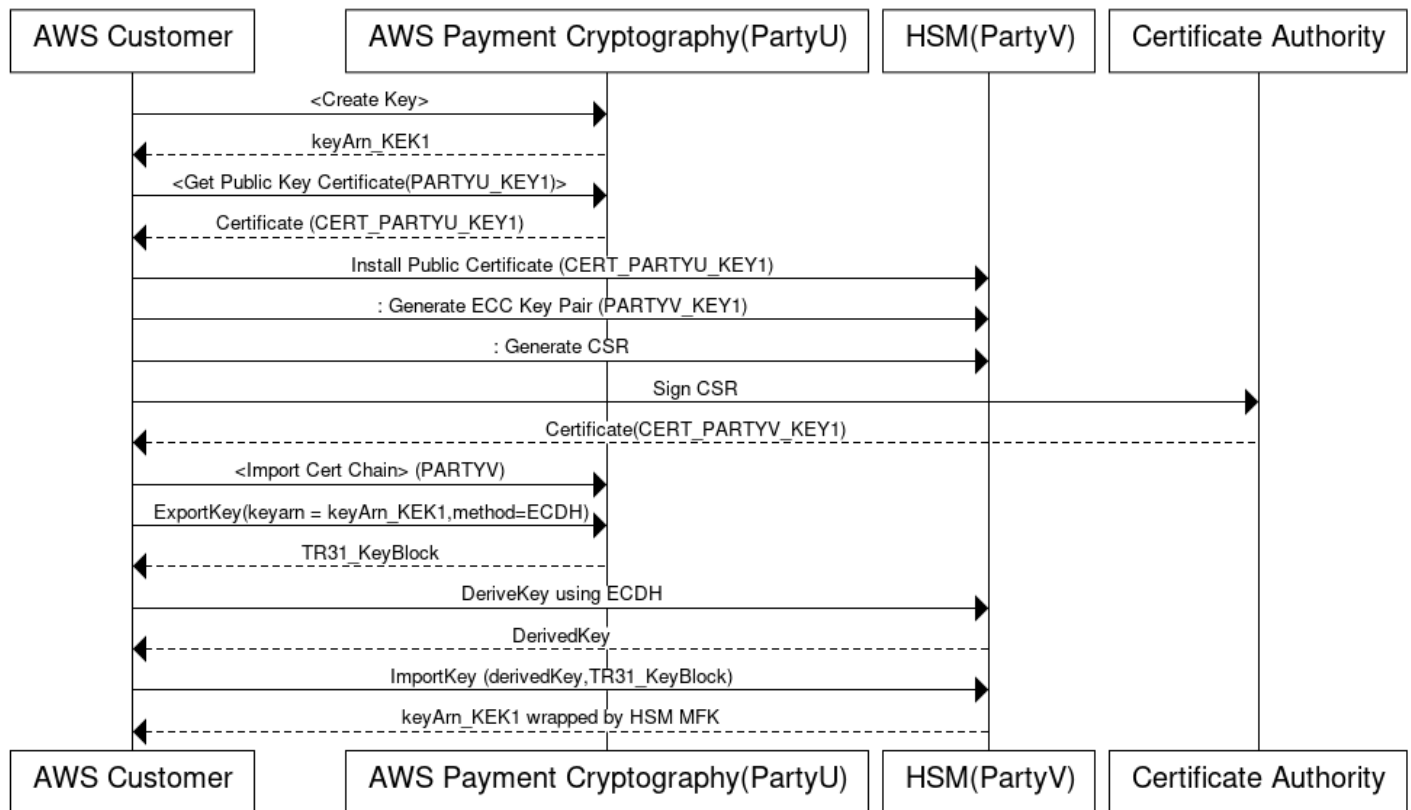 AWS Customer
AWS Payment Cryptography(PartyU)
HSM(PartyV)
Certificate Authority
<Create Key>
keyArn_KEK1
<Get Public Key Certificate(PARTYU_KEY1)>
Certificate (CERT_PARTYU_KEY1)
Install Public Certificate (CERT_PARTYU_KEY1)
: Generate ECC Key Pair (PARTYV_KEY1)
: Generate CSR
Sign CSR
Certificate(CERT_PARTYV_KEY1)
<Import Cert Chain> (PARTYV)
ExportKey(keyarn = keyArn_KEK1,method=ECDH)
TR31_KeyBlock
DeriveKey using ECDH
DerivedKey
ImportKey (derivedKey,TR31_KeyBlock)
keyArn_KEK1 wrapped by HSM MFK
AWS Customer
AWS Payment Cryptography(PartyU)
HSM(PartyV)
Certificate Authority